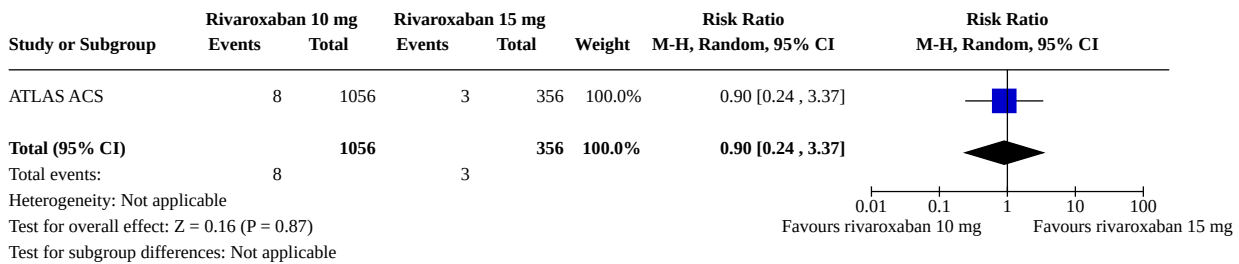 Rivaroxaban 10 mg Rivaroxaban 15 mg Risk Ratio Risk Ratio
Study or Subgroup Events Total Events Total Weight M-H, Random, 95% CI M-H, Random, 95% CI
ATLAS ACS 8 1056 3 356 100.0% 0.90 [0.24 , 3.37]
Total (95% CI) 1056 356 100.0% 0.90 [0.24 , 3.37]
Total events: 8 3
Heterogeneity: Not applicable 0.01 0.1 1 10 100
Test for overall effect: Z = 0.16 (P = 0.87) Favours rivaroxaban 10 mg Favours rivaroxaban 15 mg
Test for subgroup differences: Not applicable